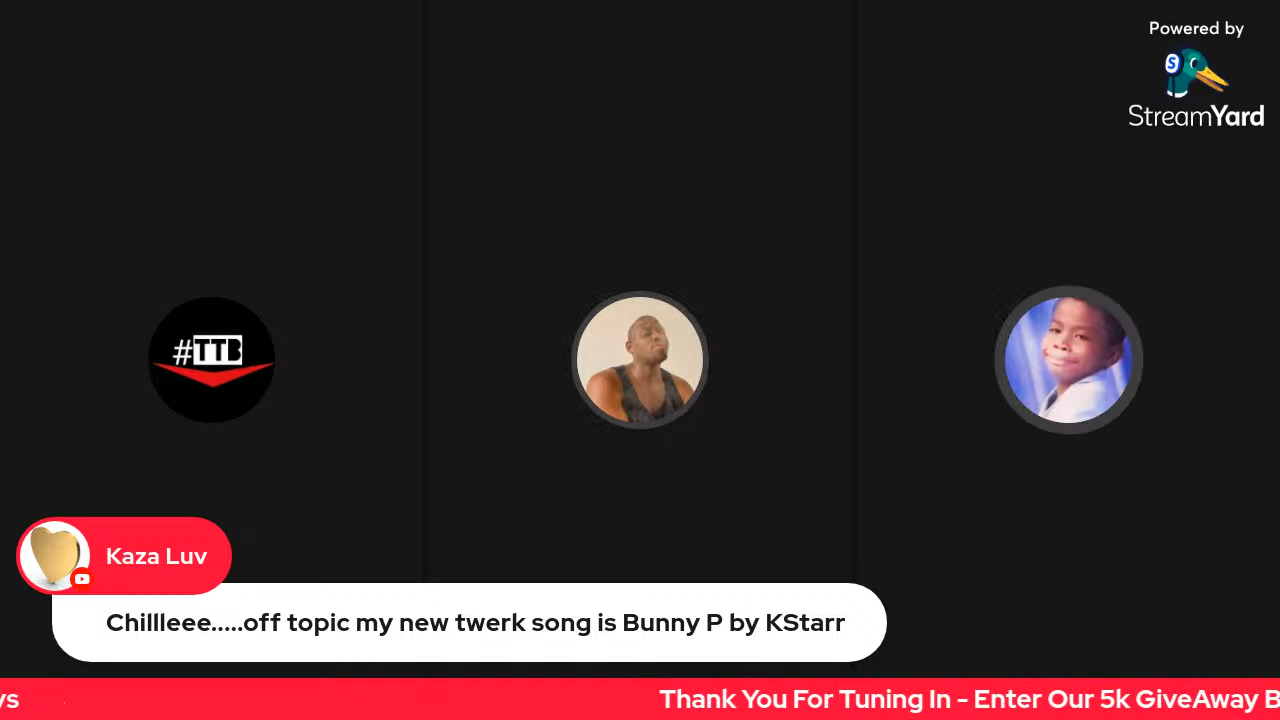 Powered by
StreamYard
#TTB
Kaza Luv
Chillleee.....off topic my new twerk song is Bunny P by KStarr
Thank You For Tuning In - Enter Our 5k GiveAway